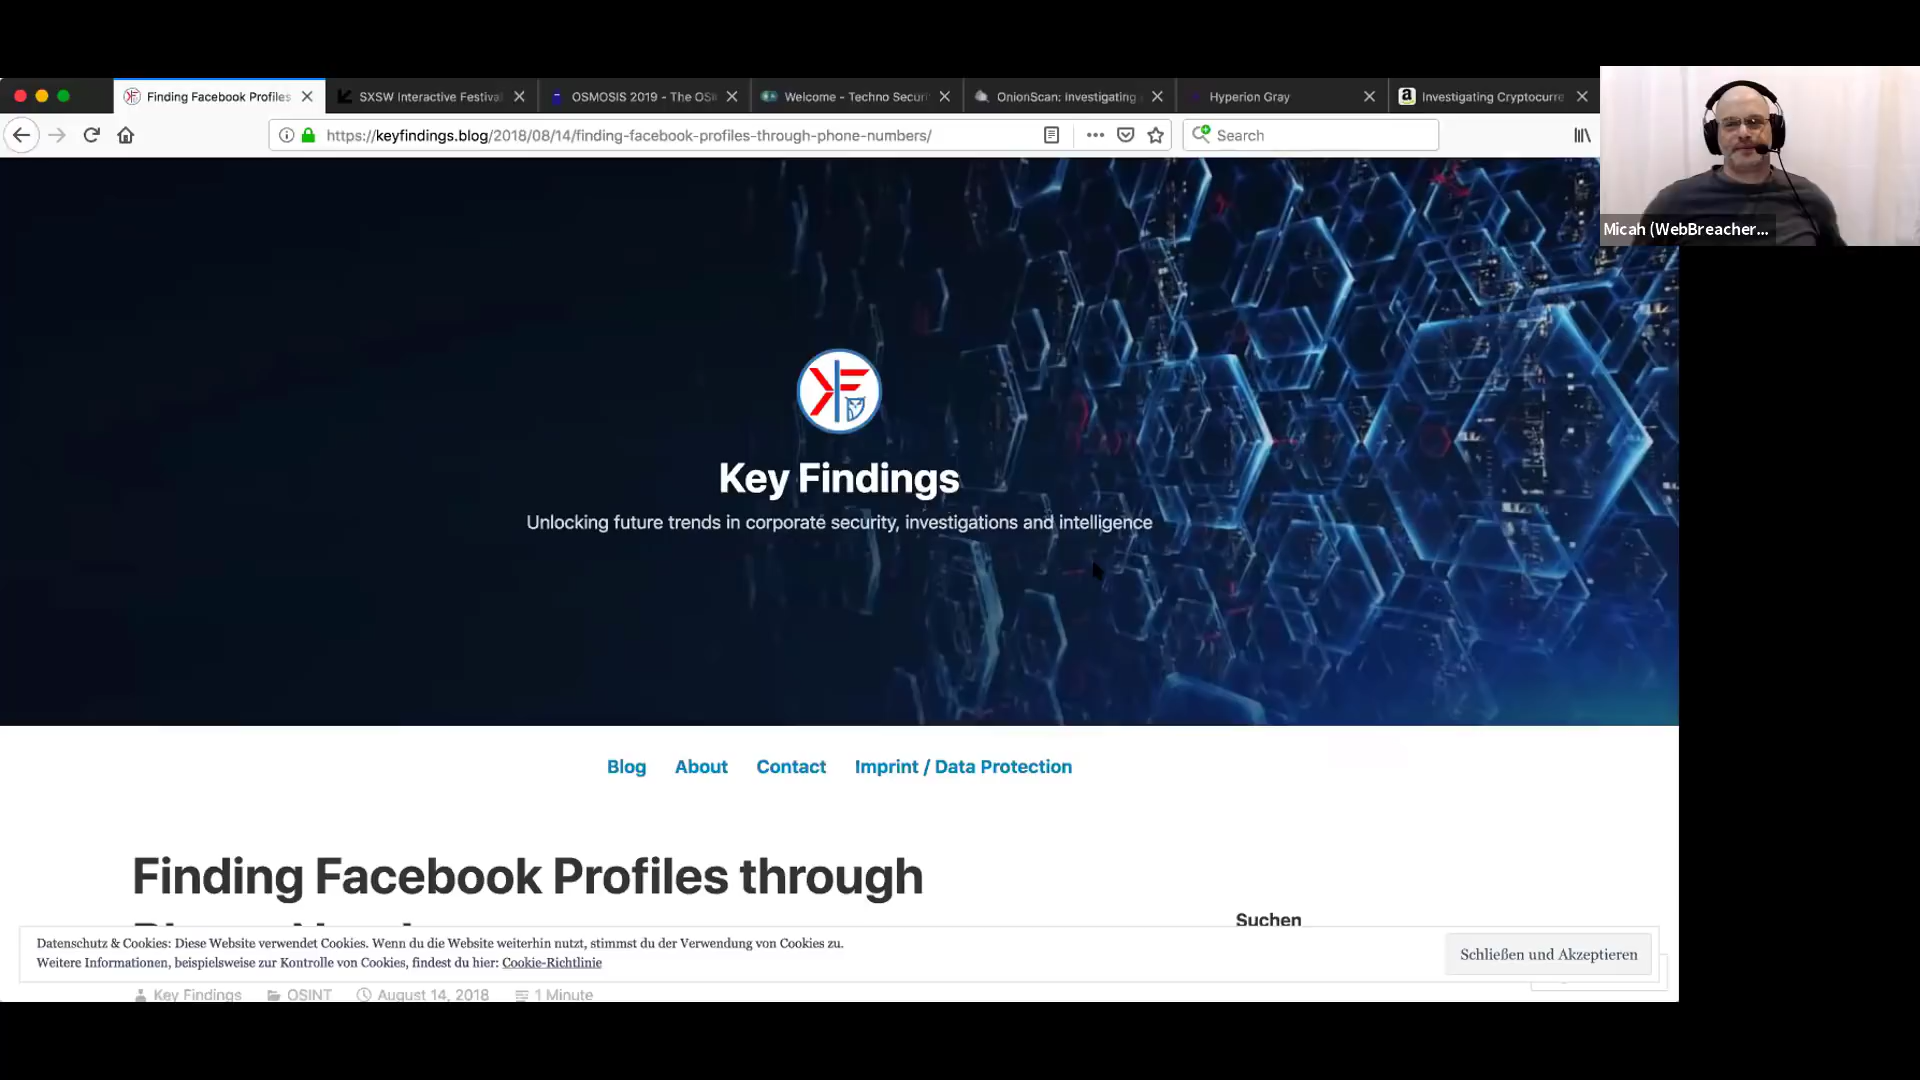 Finding Facebook Profiles
SXSW Interactive Festival
OSMOSIS 2019 - The OSI
Welcome - Techno Securi
OnionScan: Investigating
Hyperion Gray
Investigating Cryptocurre
https://keyfindings.blog/2018/08/14/finding-facebook-profiles-through-phone-numbers/
Search
Micah (WebBreacher...
KF
Key Findings
Unlocking future trends in corporate security, investigations and intelligence
Blog About Contact Imprint / Data Protection
Finding Facebook Profiles through
Suchen
Datenschutz & Cookies: Diese Website verwendet Cookies. Wenn du die Website weiterhin nutzt, stimmst du der Verwendung von Cookies zu.
Weitere Informationen, beispielsweise zur Kontrolle von Cookies, findest du hier: Cookie-Richtlinie
Schließen und Akzeptieren
Key Findings OSINT August 14, 2018 1 Minute